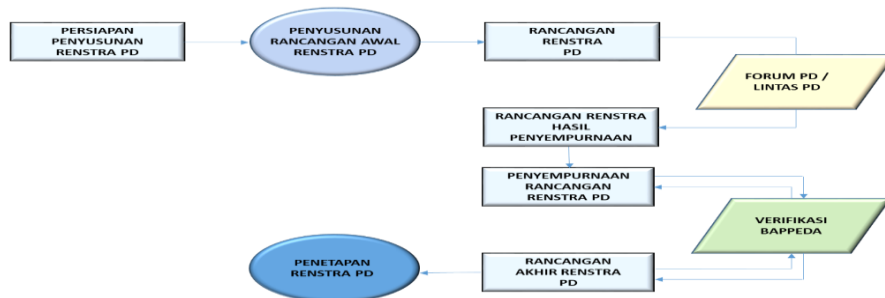 PERSIAPAN
PENYUSUNAN
RENSTRA PD
PENYUSUNAN
RANCANGAN AWAL
RENSTRA PD
RANCANGAN
RENSTRA
PD
FORUM PD /
LINTAS PD
RANCANGAN RENSTRA
HASIL
PENYEMPURNAAN
PENYEMPURNAAN
RANCANGAN
RENSTRA PD
VERIFIKASI
BAPPEDA
PENETAPAN
RENSTRA PD
RANCANGAN
AKHIR RENSTRA
PD